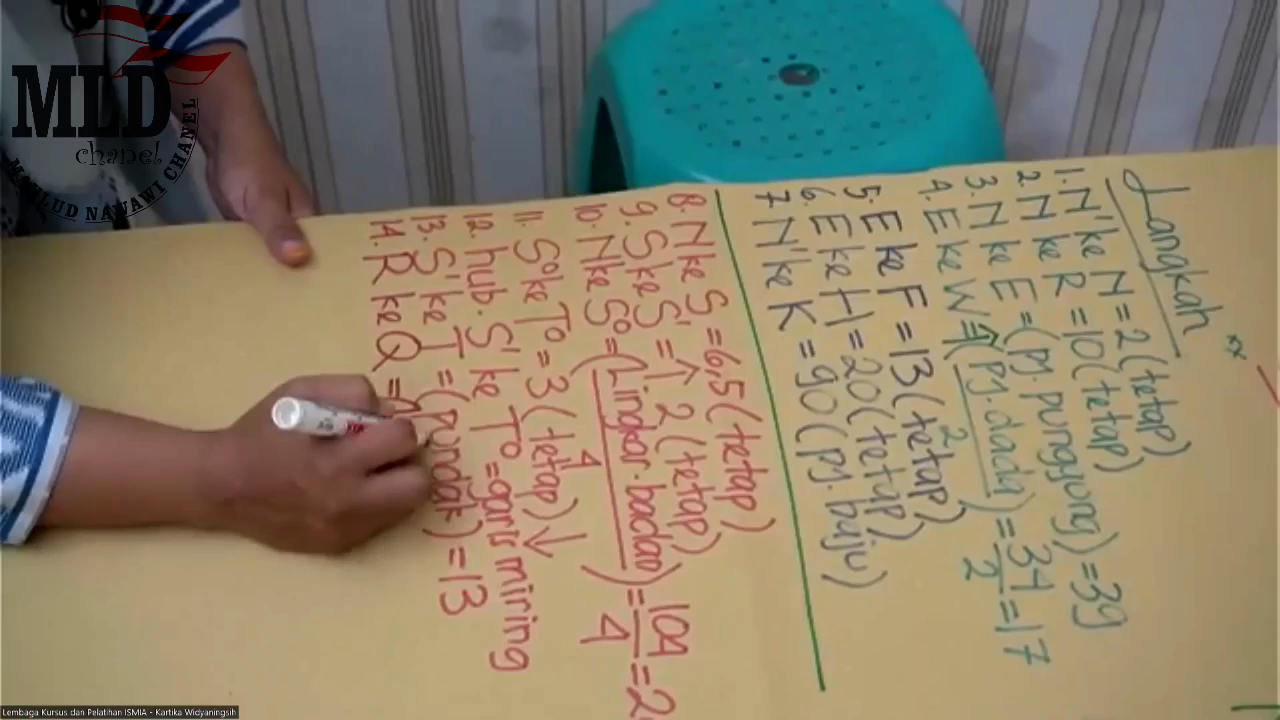 MLD
chanel
MAHLUD NAWAWI CHANEL
Langkah
1. N' ke N = 2 (tetap)
2. N ke R = 10 (tetap)
3. N ke E = (pj. punggung) = 39
4. E ke W = (pj. dada) = 34 = 17
2 2
5. E ke F = 13 (tetap)
6. E ke H = 20 (tetap)
7. N' ke K = 90 (pj. baju)
8. N ke S = 6,5 (tetap)
9. S ke S' = ↑ 2 (tetap)
10. N ke S° = (Lingkar badan) = 104 = 2
4 4
11. S° ke T° = 3 (tetap) ↓
12. hub. S' ke T° = garis miring
13. S' ke T = (pundak) = 13
14. R ke Q =
Lembaga Kursus dan Pelatihan ISMIA - Kartika Widyaningsih